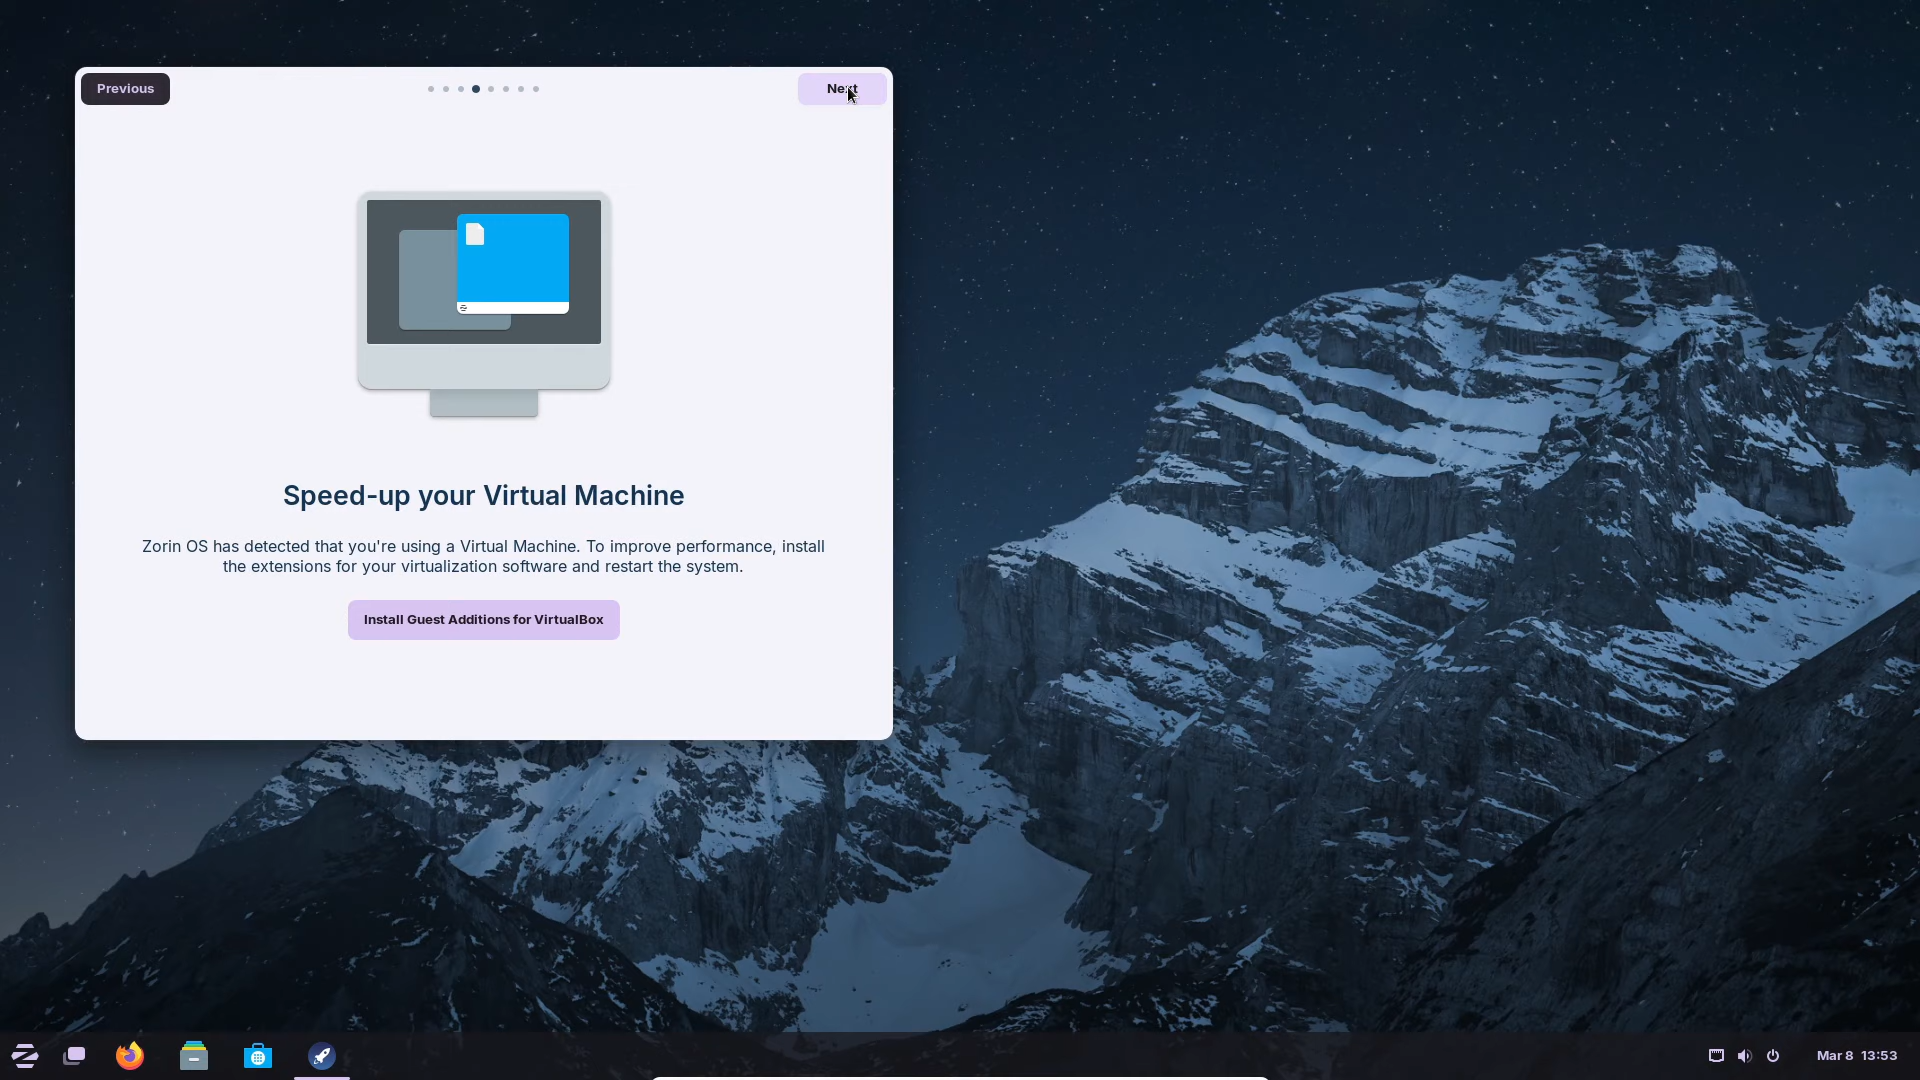 Previous
Next
Speed-up your Virtual Machine
Zorin OS has detected that you're using a Virtual Machine. To improve performance, install
the extensions for your virtualization software and restart the system.
Install Guest Additions for VirtualBox
Mar 8 13:53